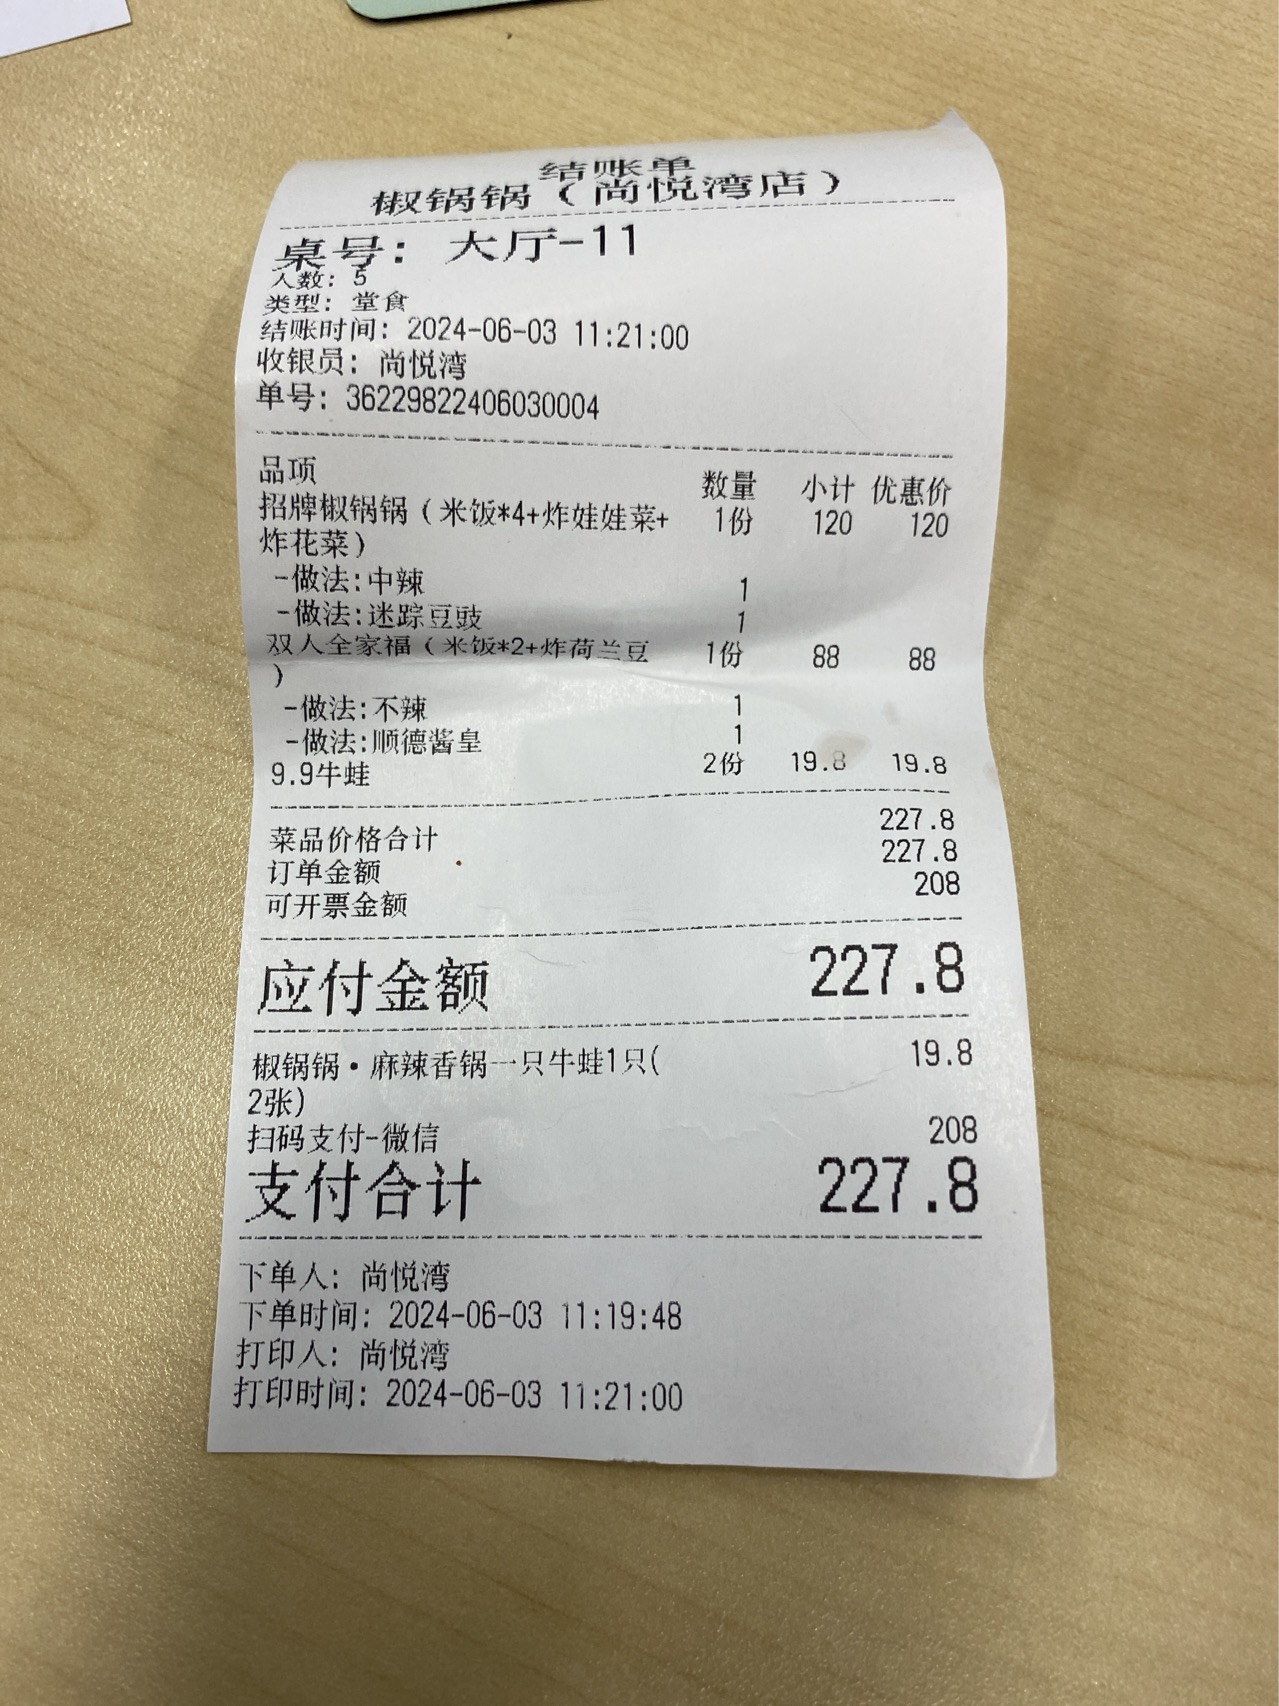 结账单
椒锅锅（尚悦湾店）
桌号： 大厅-11
人数： 5
类型： 堂食
结账时间： 2024-06-03 11:21:00
收银员： 尚悦湾
单号： 36229822406030004
品项 数量 小计 优惠价
招牌椒锅锅（米饭*4+炸娃娃菜+ 1份 120 120
炸花菜）
-做法:中辣 1
-做法:迷踪豆豉 1
双人全家福（米饭*2+炸荷兰豆 1份 88 88
）
-做法:不辣 1
-做法:顺德酱皇 1
9.9牛蛙 2份 19.8 19.8
菜品价格合计 227.8
订单金额 227.8
可开票金额 208
应付金额 227.8
椒锅锅•麻辣香锅一只牛蛙1只( 19.8
2张)
扫码支付-微信 208
支付合计 227.8
下单人： 尚悦湾
下单时间： 2024-06-03 11:19:48
打印人： 尚悦湾
打印时间： 2024-06-03 11:21:00